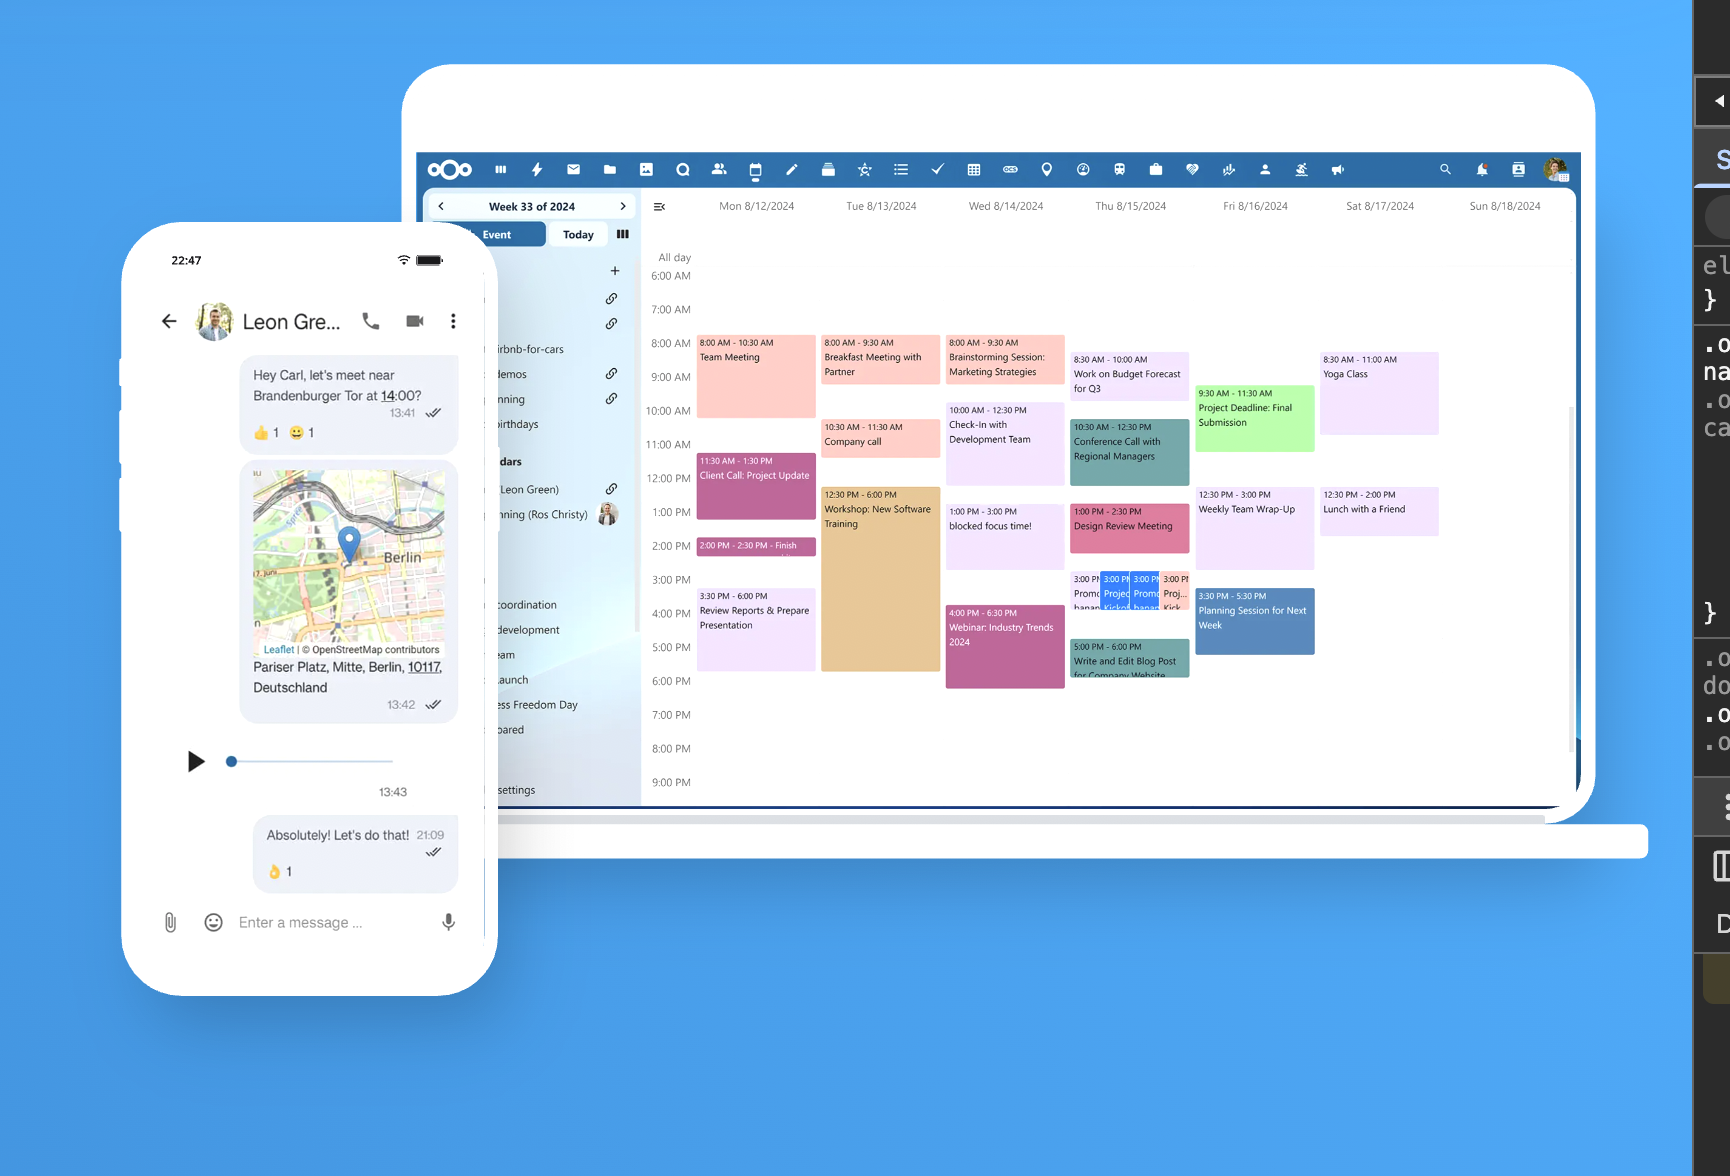 22:47
Leon Gre...
Hey Carl, let's meet near
Brandenburger Tor at 14:00?
13:41
👍 1 😀 1
Berlin
Leaflet | © OpenStreetMap contributors
Pariser Platz, Mitte, Berlin, 10117,
Deutschland
13:42
13:43
Absolutely! Let's do that! 21:09
👌 1
Enter a message ...
Week 33 of 2024
Event
Today
irbnb-for-cars
demos
nning
birthdays
dars
(Leon Green)
nning (Ros Christy)
coordination
development
eam
Launch
ess Freedom Day
pared
settings
Mon 8/12/2024
Tue 8/13/2024
Wed 8/14/2024
Thu 8/15/2024
Fri 8/16/2024
Sat 8/17/2024
Sun 8/18/2024
All day
6:00 AM
7:00 AM
8:00 AM
9:00 AM
10:00 AM
11:00 AM
12:00 PM
1:00 PM
2:00 PM
3:00 PM
4:00 PM
5:00 PM
6:00 PM
7:00 PM
8:00 PM
9:00 PM
8:00 AM - 10:30 AM
Team Meeting
11:30 AM - 1:30 PM
Client Call: Project Update
2:00 PM - 2:30 PM - Finish
3:30 PM - 6:00 PM
Review Reports & Prepare
Presentation
8:00 AM - 9:30 AM
Breakfast Meeting with
Partner
10:30 AM - 11:30 AM
Company call
12:30 PM - 6:00 PM
Workshop: New Software
Training
8:00 AM - 9:30 AM
Brainstorming Session:
Marketing Strategies
10:00 AM - 12:30 PM
Check-In with
Development Team
1:00 PM - 3:00 PM
blocked focus time!
4:00 PM - 6:30 PM
Webinar: Industry Trends
2024
8:30 AM - 10:00 AM
Work on Budget Forecast
for Q3
10:30 AM - 12:30 PM
Conference Call with
Regional Managers
1:00 PM - 2:30 PM
Design Review Meeting
3:00 PM
Promo
banan
3:00 PM
Projec
Kickof
3:00 PM
Promo
banan
3:00 PM
Proj...
Kick
5:00 PM - 6:00 PM
Write and Edit Blog Post
for Company Website
9:30 AM - 11:30 AM
Project Deadline: Final
Submission
12:30 PM - 3:00 PM
Weekly Team Wrap-Up
3:30 PM - 5:30 PM
Planning Session for Next
Week
8:30 AM - 11:00 AM
Yoga Class
12:30 PM - 2:00 PM
Lunch with a Friend
S
el
}
.o
na
.o
ca
}
.o
do
.o
.o
D